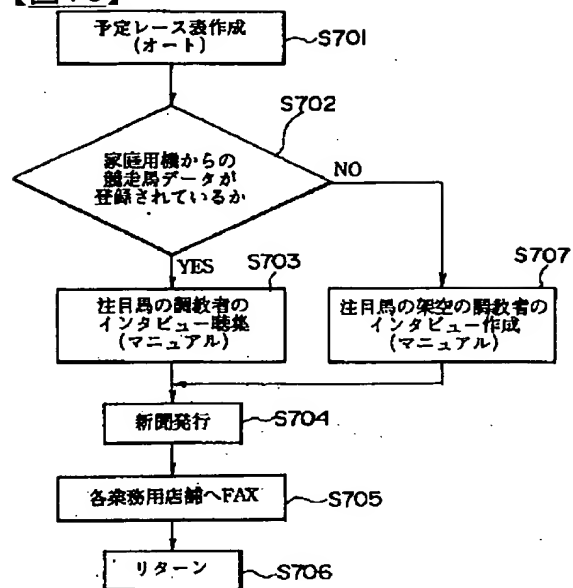 予定レース表作成
(オート)
S701
S702
家庭用機からの
競走馬データが
登録されているか
NO
YES
S703
S707
注目馬の調教者の
インタビュー聴集
(マニュアル)
注目馬の架空の調教者の
インタビュー作成
(マニュアル)
新聞発行
S704
各業務用店舗へFAX
S705
リターン
S706